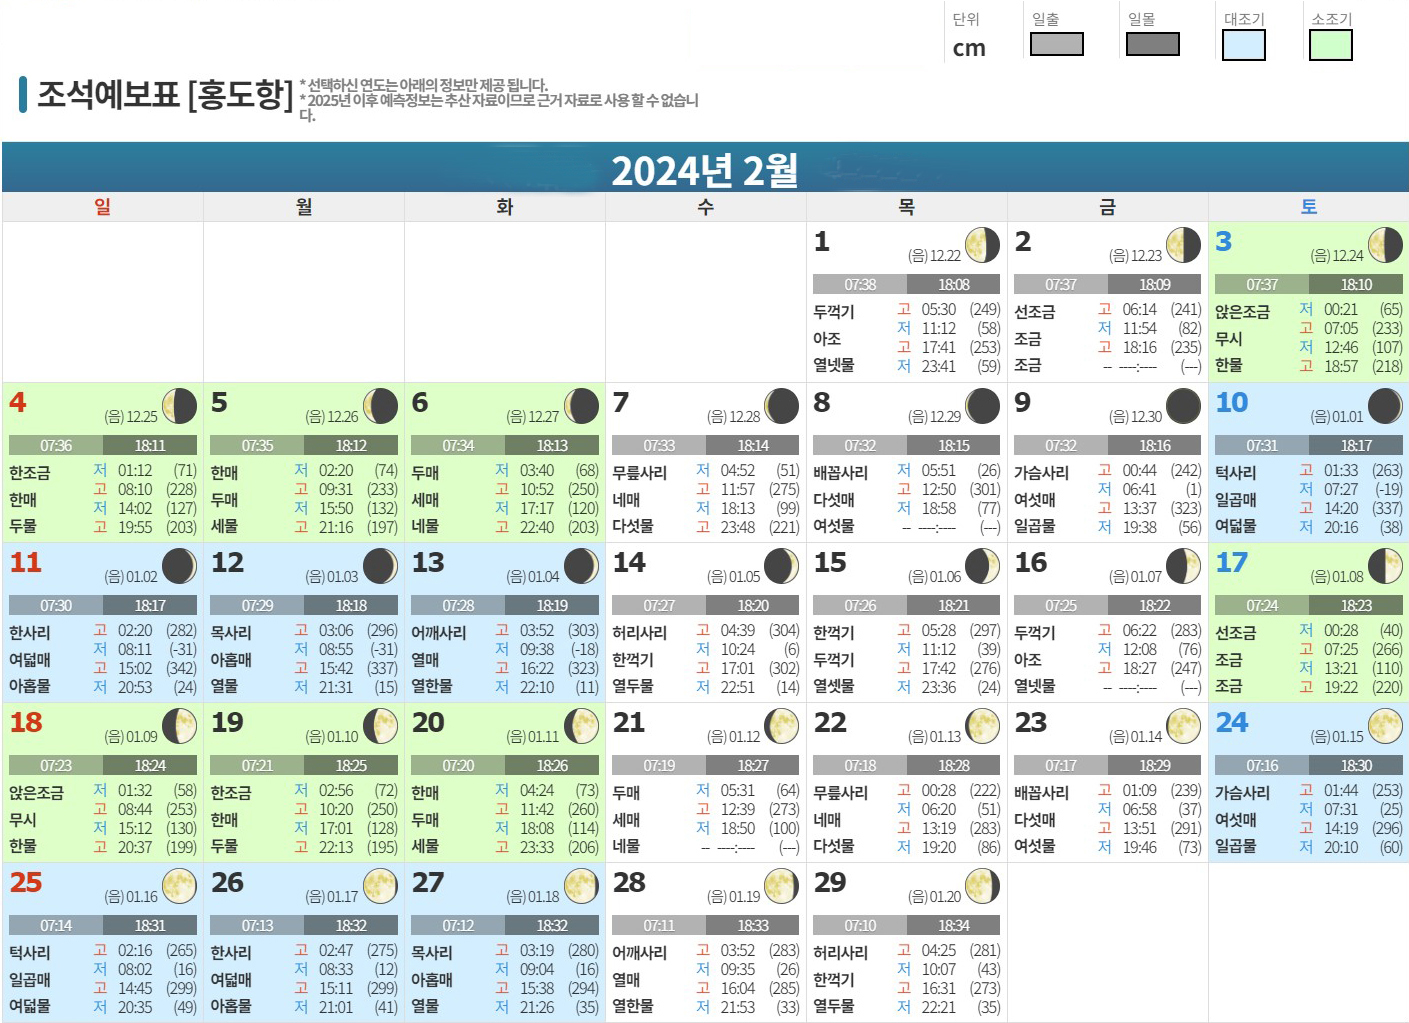 단위 일출 일몰 대조기 소조기
cm
조석예보표 [홍도항]
* 선택하신 연도는 아래의 정보만 제공 됩니다.
* 2025년 이후 예측정보는 추산 자료이므로 근거 자료로 사용 할 수 없습니
다.
2024년 2월
일 월 화 수 목 금 토
1 (음) 12.22
07:38 18:08
두꺽기
아조
열넷물
고 05:30 (249)
저 11:12 (58)
고 17:41 (253)
저 23:41 (59)
2 (음) 12.23
07:37 18:09
선조금
조금
조금
고 06:14 (241)
저 11:54 (82)
고 18:16 (235)
-- ----:---- (---)
3 (음) 12.24
07:37 18:10
앉은조금
무시
한물
저 00:21 (65)
고 07:05 (233)
저 12:46 (107)
고 18:57 (218)
4 (음) 12.25
07:36 18:11
한조금
한매
두물
저 01:12 (71)
고 08:10 (228)
저 14:02 (127)
고 19:55 (203)
5 (음) 12.26
07:35 18:12
한매
두매
세물
저 02:20 (74)
고 09:31 (233)
저 15:50 (132)
고 21:16 (197)
6 (음) 12.27
07:34 18:13
두매
세매
네물
저 03:40 (68)
고 10:52 (250)
저 17:17 (120)
고 22:40 (203)
7 (음) 12.28
07:33 18:14
무릎사리
네매
다섯물
저 04:52 (51)
고 11:57 (275)
저 18:13 (99)
고 23:48 (221)
8 (음) 12.29
07:32 18:15
배꼽사리
다섯매
여섯물
저 05:51 (26)
고 12:50 (301)
저 18:58 (77)
-- ----:---- (---)
9 (음) 12.30
07:32 18:16
가슴사리
여섯매
일곱물
고 00:44 (242)
저 06:41 (1)
고 13:37 (323)
저 19:38 (56)
10 (음) 01.01
07:31 18:17
턱사리
일곱매
여덟물
고 01:33 (263)
저 07:27 (-19)
고 14:20 (337)
저 20:16 (38)
11 (음) 01.02
07:30 18:17
한사리
여덟매
아홉물
고 02:20 (282)
저 08:11 (-31)
고 15:02 (342)
저 20:53 (24)
12 (음) 01.03
07:29 18:18
목사리
아홉매
열물
고 03:06 (296)
저 08:55 (-31)
고 15:42 (337)
저 21:31 (15)
13 (음) 01.04
07:28 18:19
어깨사리
열매
열한물
고 03:52 (303)
저 09:38 (-18)
고 16:22 (323)
저 22:10 (11)
14 (음) 01.05
07:27 18:20
허리사리
한꺽기
열두물
고 04:39 (304)
저 10:24 (6)
고 17:01 (302)
저 22:51 (14)
15 (음) 01.06
07:26 18:21
한꺽기
두꺽기
열셋물
고 05:28 (297)
저 11:12 (39)
고 17:42 (276)
저 23:36 (24)
16 (음) 01.07
07:25 18:22
두꺽기
아조
열넷물
고 06:22 (283)
저 12:08 (76)
고 18:27 (247)
-- ----:---- (---)
17 (음) 01.08
07:24 18:23
선조금
조금
조금
저 00:28 (40)
고 07:25 (266)
저 13:21 (110)
고 19:22 (220)
18 (음) 01.09
07:23 18:24
앉은조금
무시
한물
저 01:32 (58)
고 08:44 (253)
저 15:12 (130)
고 20:37 (199)
19 (음) 01.10
07:21 18:25
한조금
한매
두물
저 02:56 (72)
고 10:20 (250)
저 17:01 (128)
고 22:13 (195)
20 (음) 01.11
07:20 18:26
한매
두매
세물
저 04:24 (73)
고 11:42 (260)
저 18:08 (114)
고 23:33 (206)
21 (음) 01.12
07:19 18:27
두매
세매
네물
저 05:31 (64)
고 12:39 (273)
저 18:50 (100)
-- ----:---- (---)
22 (음) 01.13
07:18 18:28
무릎사리
네매
다섯물
고 00:28 (222)
저 06:20 (51)
고 13:19 (283)
저 19:20 (86)
23 (음) 01.14
07:17 18:29
배꼽사리
다섯매
여섯물
고 01:09 (239)
저 06:58 (37)
고 13:51 (291)
저 19:46 (73)
24 (음) 01.15
07:16 18:30
가슴사리
여섯매
일곱물
고 01:44 (253)
저 07:31 (25)
고 14:19 (296)
저 20:10 (60)
25 (음) 01.16
07:14 18:31
턱사리
일곱매
여덟물
고 02:16 (265)
저 08:02 (16)
고 14:45 (299)
저 20:35 (49)
26 (음) 01.17
07:13 18:32
한사리
여덟매
아홉물
고 02:47 (275)
저 08:33 (12)
고 15:11 (299)
저 21:01 (41)
27 (음) 01.18
07:12 18:32
목사리
아홉매
열물
고 03:19 (280)
저 09:04 (16)
고 15:38 (294)
저 21:26 (35)
28 (음) 01.19
07:11 18:33
어깨사리
열매
열한물
고 03:52 (283)
저 09:35 (26)
고 16:04 (285)
저 21:53 (33)
29 (음) 01.20
07:10 18:34
허리사리
한꺽기
열두물
고 04:25 (281)
저 10:07 (43)
고 16:31 (273)
저 22:21 (35)